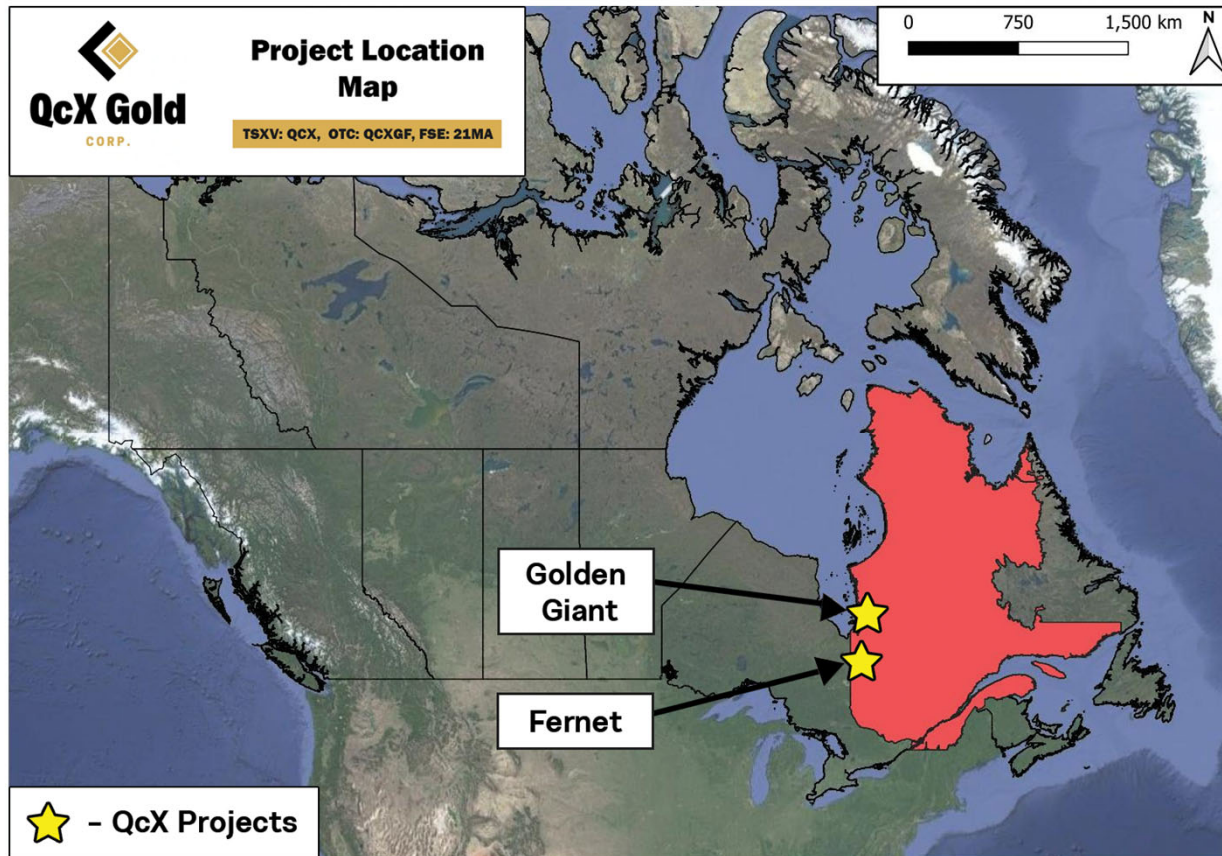 QcX Gold
CORP.
Project Location
Map
TSXV: QCX, OTC: QCXGF, FSE: 21MA
0 750 1,500 km
N
Golden
Giant
Fernet
– QcX Projects